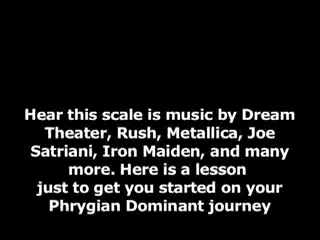 Hear this scale is music by Dream
Theater, Rush, Metallica, Joe
Satriani, Iron Maiden, and many
more. Here is a lesson
just to get you started on your
Phrygian Dominant journey